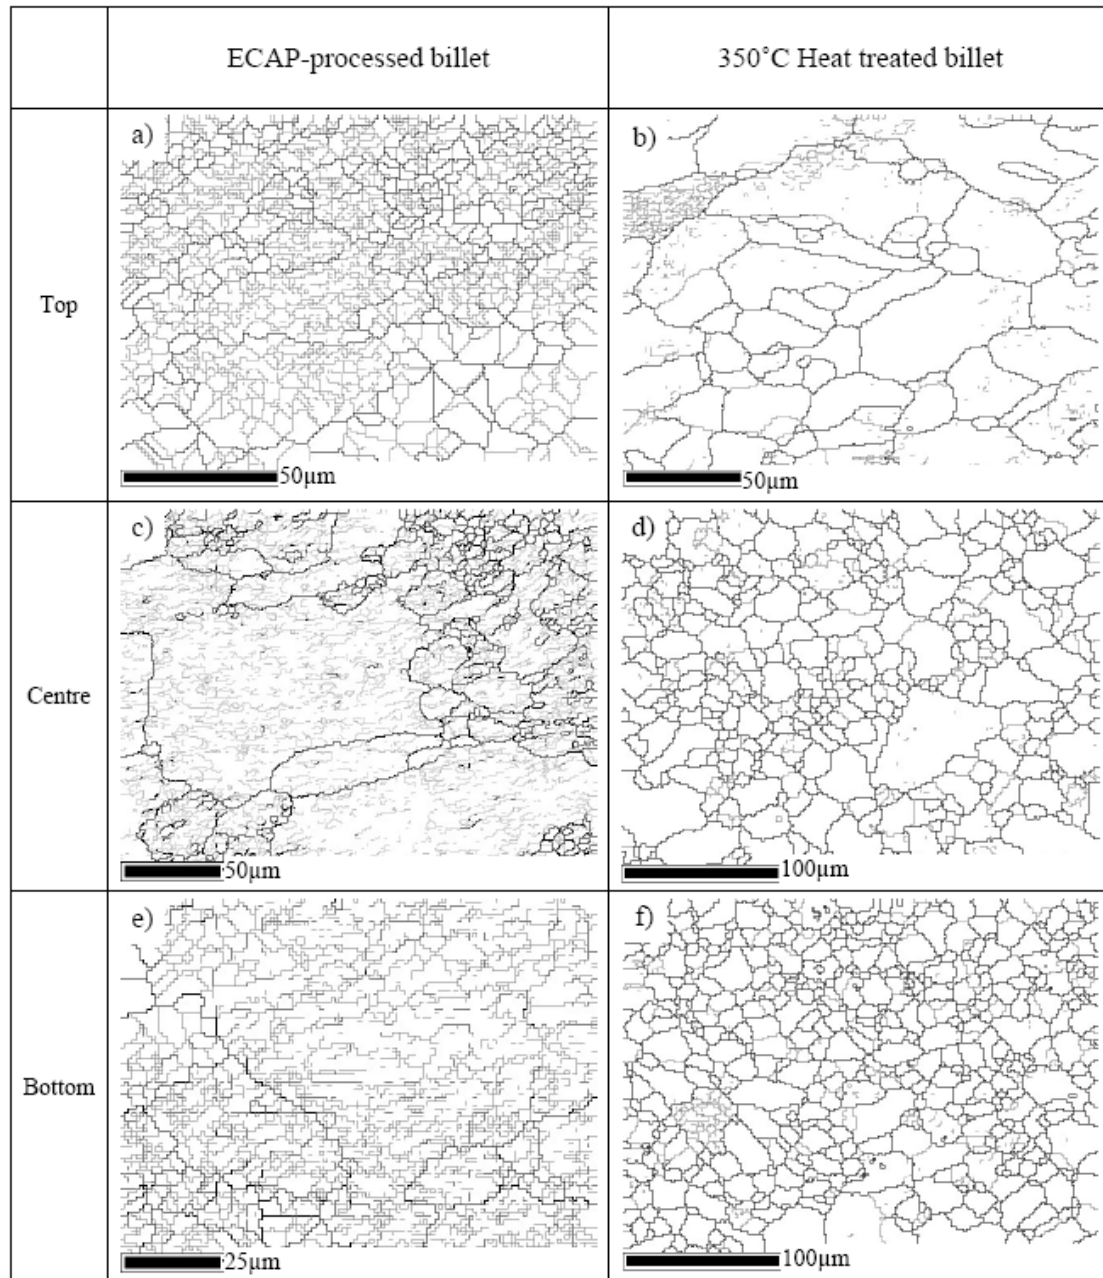 ECAP-processed billet
350°C Heat treated billet
Top
a)
50μm
b)
50μm
Centre
c)
50μm
d)
100μm
Bottom
e)
25μm
f)
100μm